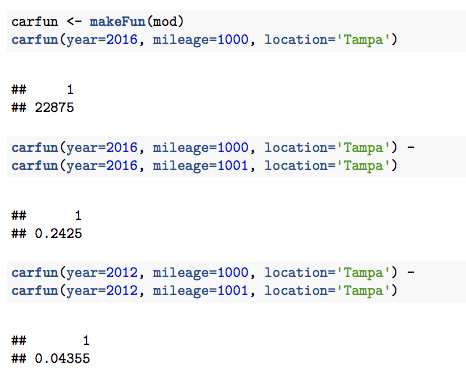 carfun <- makeFun(mod)
carfun(year=2016, mileage=1000, location='Tampa')
##     1
## 22875
carfun(year=2016, mileage=1000, location='Tampa') -
carfun(year=2016, mileage=1001, location='Tampa')
##      1
## 0.2425
carfun(year=2012, mileage=1000, location='Tampa') -
carfun(year=2012, mileage=1001, location='Tampa')
##       1
## 0.04355